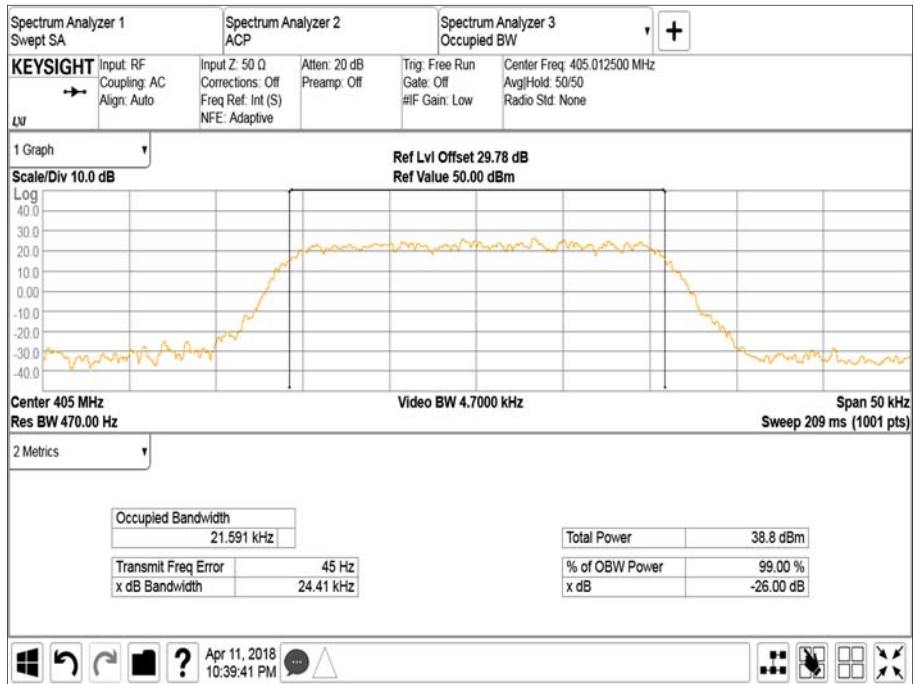 Spectrum Analyzer 1
Swept SA
Spectrum Analyzer 2
ACP
Spectrum Analyzer 3
Occupied BW
KEYSIGHT
LXI
Input: RF
Coupling: AC
Align: Auto
Input Z: 50 Ω
Corrections: Off
Freq Ref: Int (S)
NFE: Adaptive
Atten: 20 dB
Preamp: Off
Trig: Free Run
Gate: Off
#IF Gain: Low
Center Freq: 405.012500 MHz
Avg|Hold: 50/50
Radio Std: None
1 Graph
Scale/Div 10.0 dB
Ref Lvl Offset 29.78 dB
Ref Value 50.00 dBm
Log
40.0
30.0
20.0
10.0
0.00
-10.0
-20.0
-30.0
-40.0
Center 405 MHz
Res BW 470.00 Hz
Video BW 4.7000 kHz
Span 50 kHz
Sweep 209 ms (1001 pts)
2 Metrics
Occupied Bandwidth
21.591 kHz
Transmit Freq Error 45 Hz
x dB Bandwidth 24.41 kHz
Total Power 38.8 dBm
% of OBW Power 99.00 %
x dB -26.00 dB
?
Apr 11, 2018
10:39:41 PM